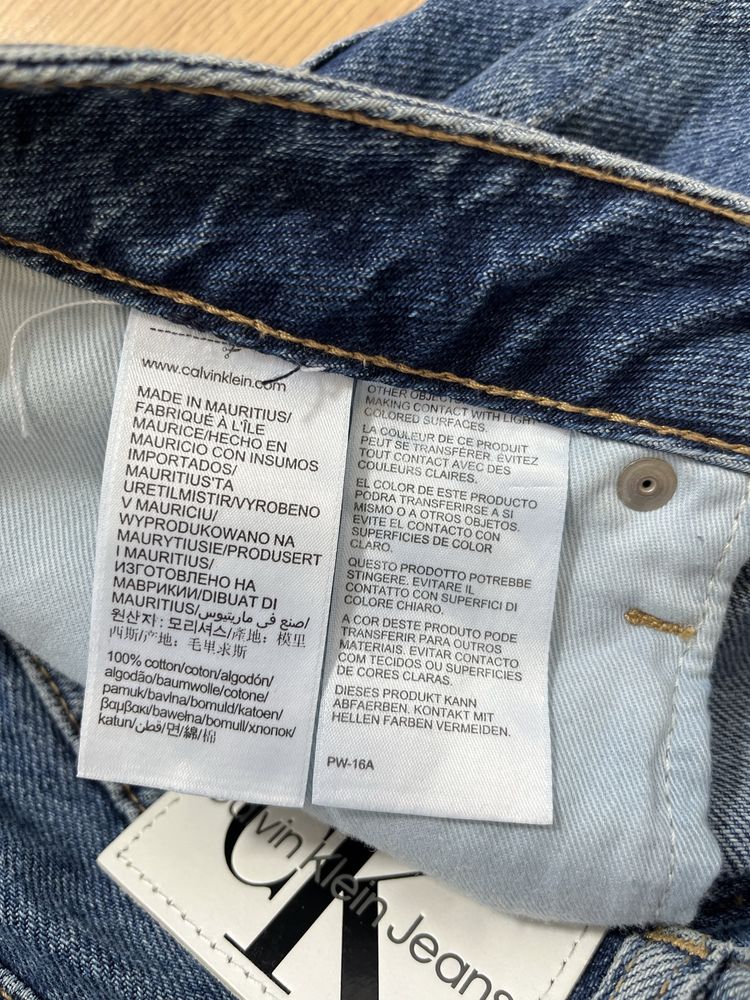 www.calvinklein.com
MADE IN MAURITIUS/
FABRIQUÉ À L'ÎLE
MAURICE/HECHO EN
MAURICIO CON INSUMOS
IMPORTADOS/
MAURITIUS'TA
URETILMISTIR/VYROBENO
V MAURICIU/
WYPRODUKOWANO NA
MAURYTIUSIE/PRODUSERT
I MAURITIUS/
ИЗГОТОВЛЕНО НА
МАВРИКИИ/DIBUAT DI
MAURITIUS/صنع في ماريتيوس/
원산지: 모리셔스/產地：模里
西斯/产地：毛里求斯
100% cotton/coton/algodón/
algodão/baumwolle/cotone/
pamuk/bavlna/bomuld/katoen/
βαμβακι/bawełna/bomull/хлопок/
katun/قطن/면/綿/棉
OTHER OBJECTS
MAKING CONTACT WITH LIGHT
COLORED SURFACES.
LA COULEUR DE CE PRODUIT
PEUT SE TRANSFÉRER. ÉVITEZ
TOUT CONTACT AVEC DES
COULEURS CLAIRES.
EL COLOR DE ESTE PRODUCTO
PODRA TRANSFERIRSE A SI
MISMO O A OTROS OBJETOS.
EVITE EL CONTACTO CON
SUPERFICIES DE COLOR
CLARO.
QUESTO PRODOTTO POTREBBE
STINGERE. EVITARE IL
CONTATTO CON SUPERFICI DI
COLORE CHIARO.
A COR DESTE PRODUTO PODE
TRANSFERIR PARA OUTROS
MATERIAIS. EVITAR CONTACTO
COM TECIDOS OU SUPERFICIES
DE CORES CLARAS.
DIESES PRODUKT KANN
ABFAERBEN. KONTAKT MIT
HELLEN FARBEN VERMEIDEN.
PW-16A
CK
Calvin Klein Jeans